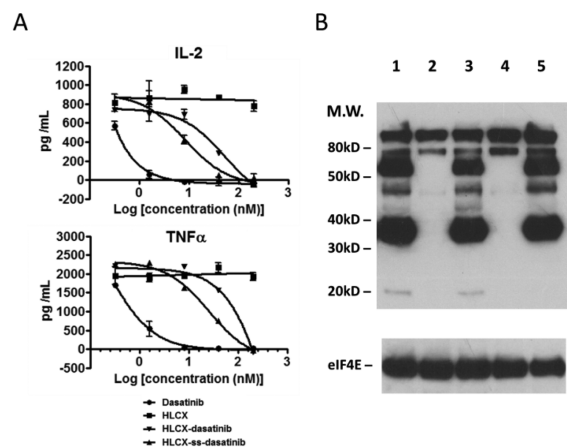 A
IL-2
1200
1000
800
600
400
200
0
-200
pg /mL
-1 0 1 2 3
Log [concentration (nM)]
TNFα
3000
2500
2000
1500
1000
500
0
-500
pg /mL
-1 0 1 2 3
Log [concentration (nM)]
Dasatinib
HLCX
HLCX-dasatinib
HLCX-ss-dasatinib
B
1 2 3 4 5
M.W.
80kD –
50kD –
40kD –
30kD –
20kD –
eIF4E –